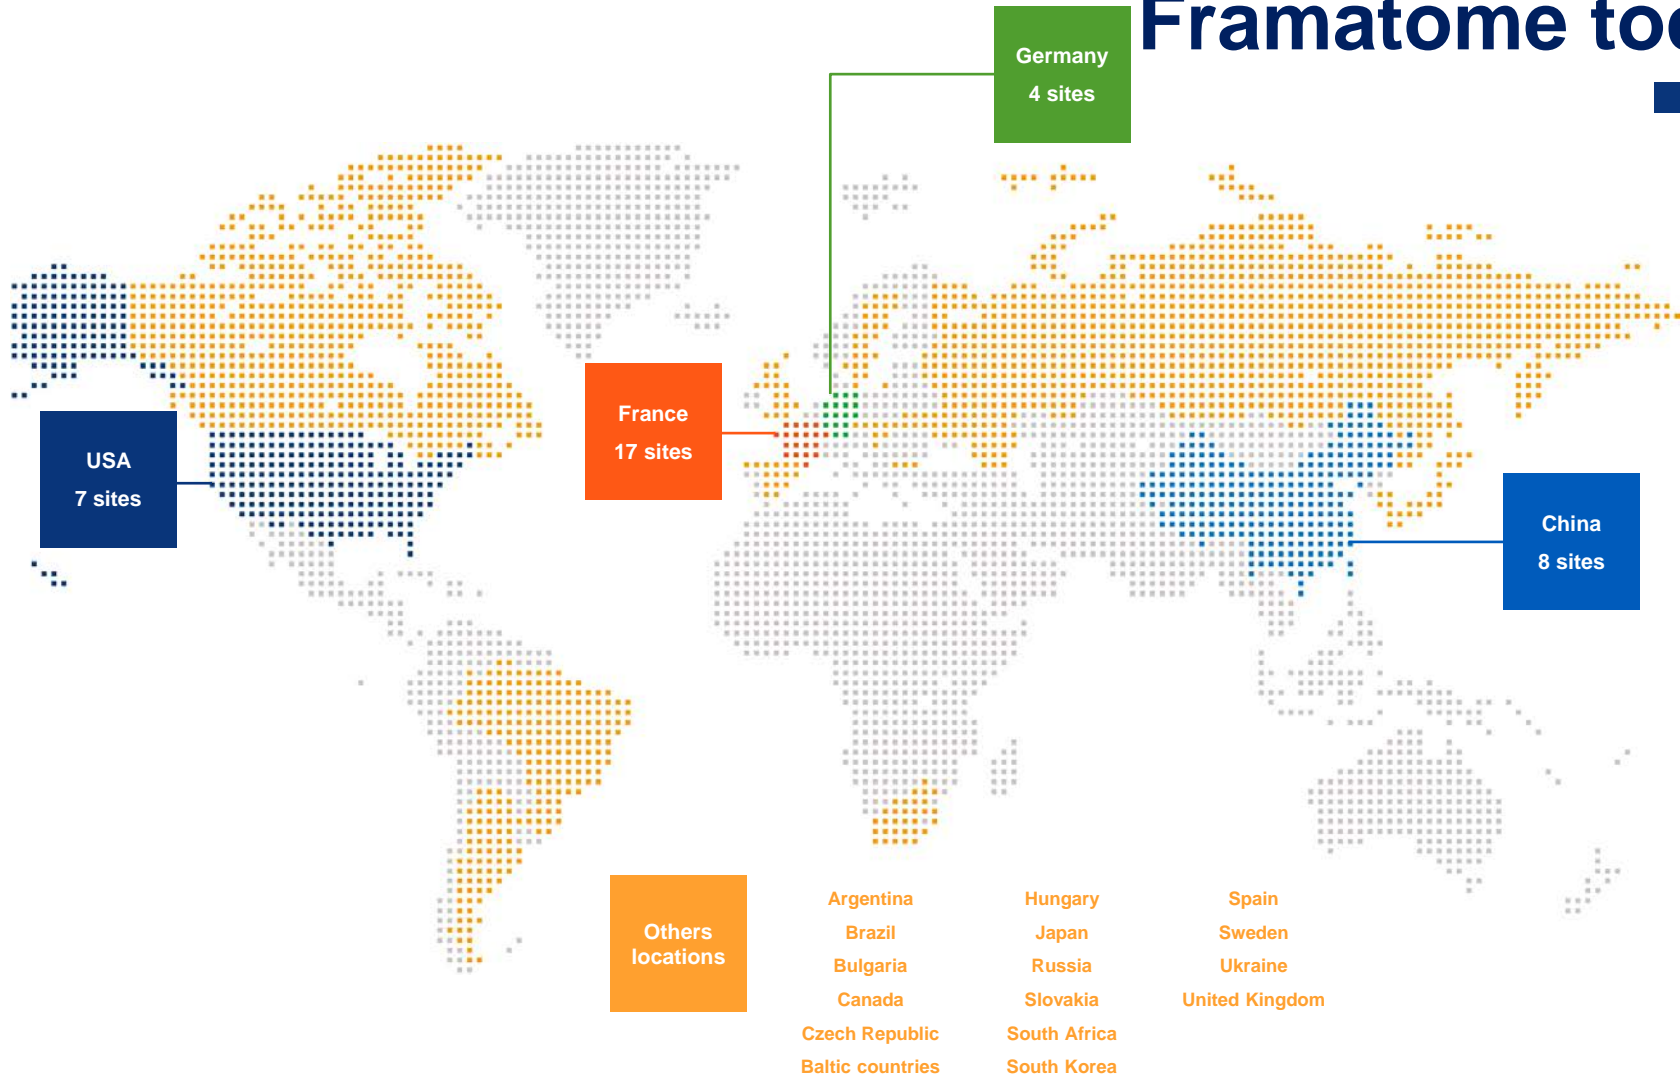 Framatome
Germany
4 sites
France
17 sites
USA
7 sites
China
8 sites
Others
locations
Argentina
Brazil
Bulgaria
Canada
Czech Republic
Baltic countries
Hungary
Japan
Russia
Slovakia
South Africa
South Korea
Spain
Sweden
Ukraine
United Kingdom